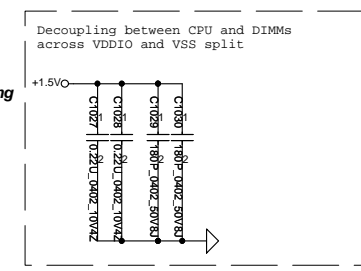 Decoupling between CPU and DIMMs
across VDDIO and VSS split
ng
+1.5V
C1027
1
2
0.22U_0402_10V4Z
C1028
1
2
0.22U_0402_10V4Z
C1029
1
2
180P_0402_50V8J
C1030
1
2
180P_0402_50V8J